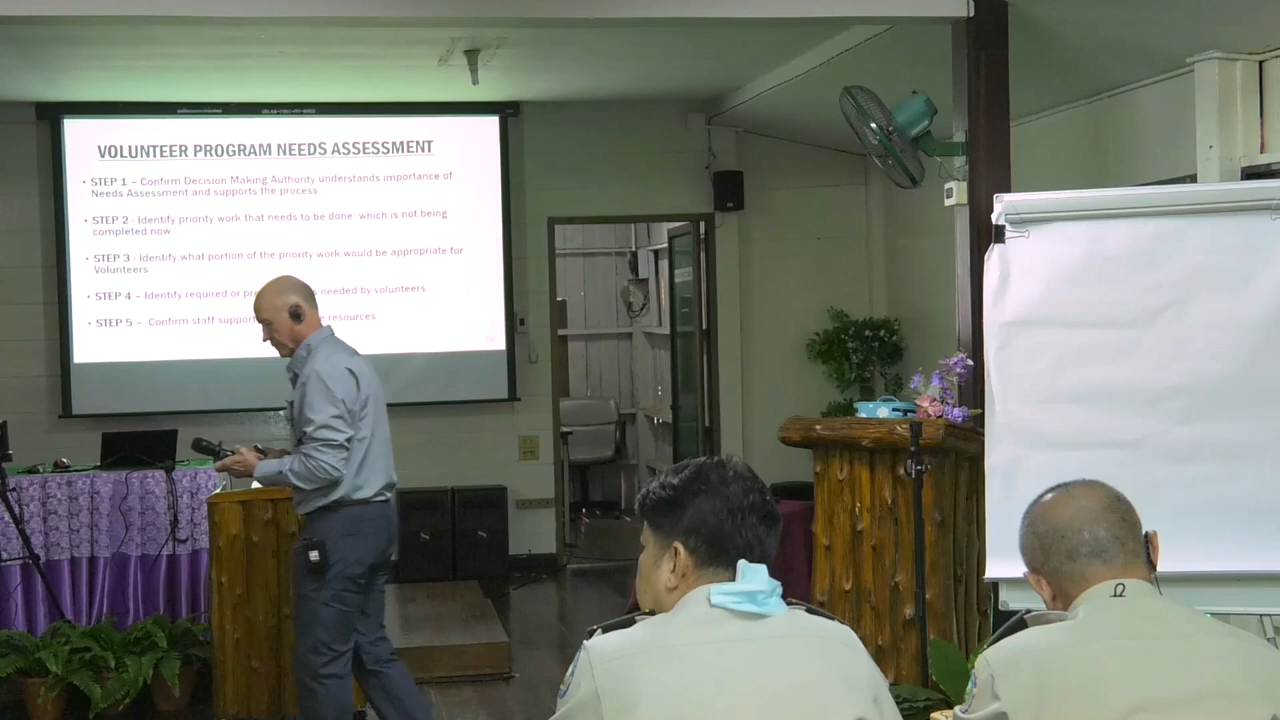 VOLUNTEER PROGRAM NEEDS ASSESSMENT
• STEP 1 – Confirm Decision Making Authority understands importance of
Needs Assessment and supports the process
• STEP 2 - Identify priority work that needs to be done, which is not being
completed now
• STEP 3 - Identify what portion of the priority work would be appropriate for
Volunteers
• STEP 4 – Identify required or needed by volunteers
• STEP 5 – Confirm staff support resources